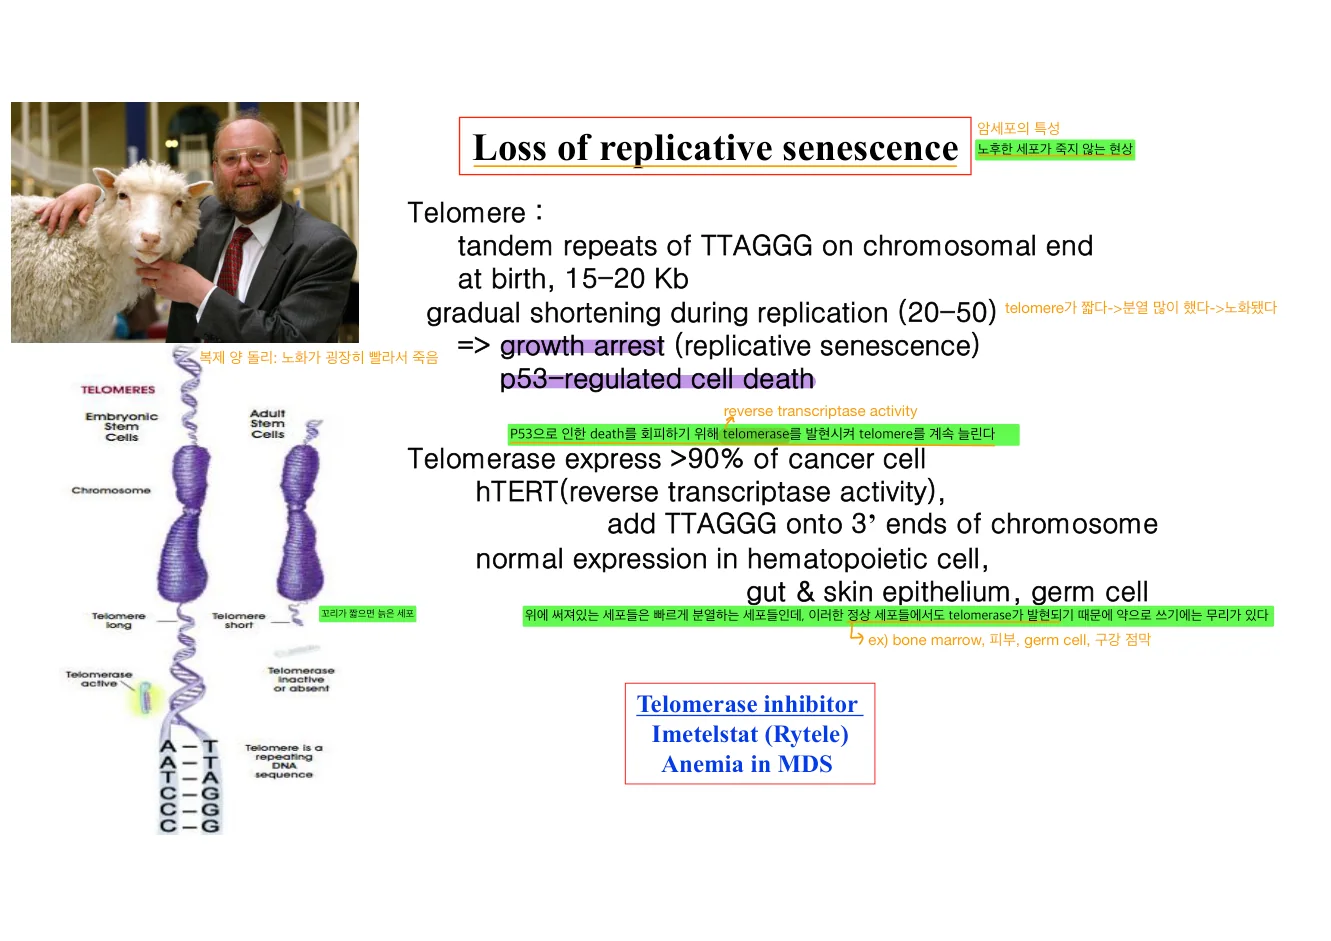 Loss of replicative senescence
암세포의 특성
노후한 세포가 죽지 않는 현상
Telomere :
tandem repeats of TTAGGG on chromosomal end
at birth, 15-20 Kb
gradual shortening during replication (20-50)
telomere가 짧다->분열 많이 했다->노화됐다
=> growth arrest (replicative senescence)
p53-regulated cell death
복제 양 돌리: 노화가 굉장히 빨라서 죽음
reverse transcriptase activity
P53으로 인한 death를 회피하기 위해 telomerase를 발현시켜 telomere를 계속 늘린다
Telomerase express >90% of cancer cell
hTERT(reverse transcriptase activity),
add TTAGGG onto 3’ ends of chromosome
normal expression in hematopoietic cell,
gut & skin epithelium, germ cell
위에 써져있는 세포들은 빠르게 분열하는 세포들인데, 이러한 정상 세포들에서도 telomerase가 발현되기 때문에 약으로 쓰기에는 무리가 있다
ex) bone marrow, 피부, germ cell, 구강 점막
Telomerase inhibitor
Imetelstat (Rytele)
Anemia in MDS
TELOMERES
Embryonic
Stem
Cells
Adult
Stem
Cells
Chromosome
Telomere
long
Telomere
short
꼬리가 짧으면 늙은 세포
Telomerase
active
Telomerase
inactive
or absent
Telomere is a
repeating
DNA
sequence
A – T
A – T
T – A
C – G
C – G
C – G